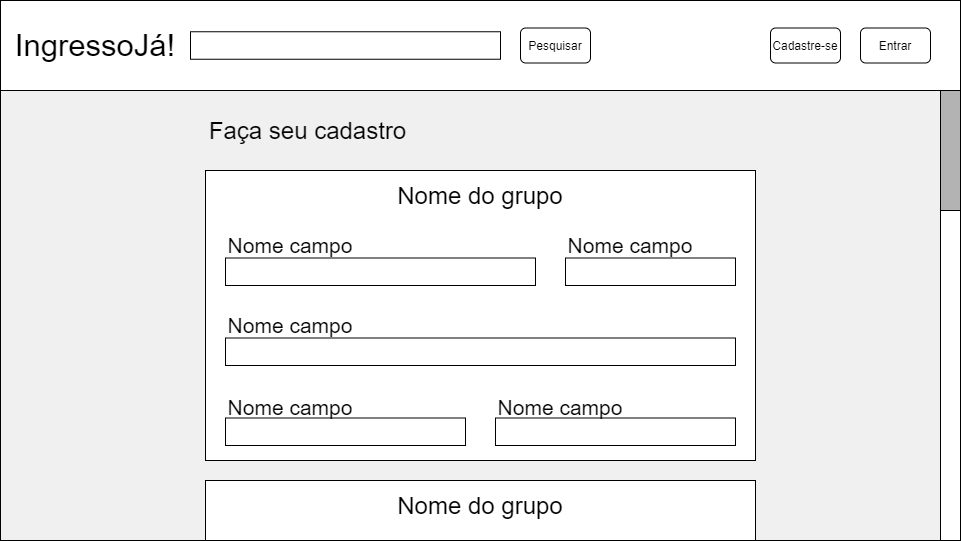 IngressoJá!
Pesquisar
Cadastre-se
Entrar
Faça seu cadastro
Nome do grupo
Nome campo
Nome campo
Nome campo
Nome campo
Nome campo
Nome do grupo